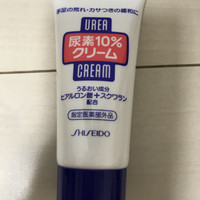 手足の荒れ・カサつきの緩和に
UREA
尿素10%
クリーム
CREAM
うるおい成分
ヒアルロン酸+スクワラン
配合
指定医薬部外品
SHISEIDO